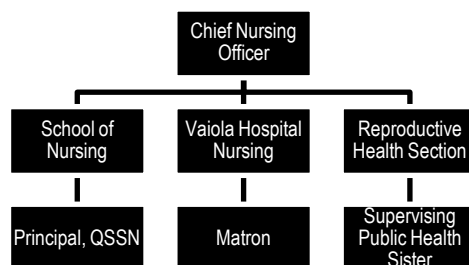 Chief Nursing
Officer
School of
Nursing
Vaiola Hospital
Nursing
Reproductive
Health Section
Principal, QSSN
Matron
Supervising
Public Health
Sister